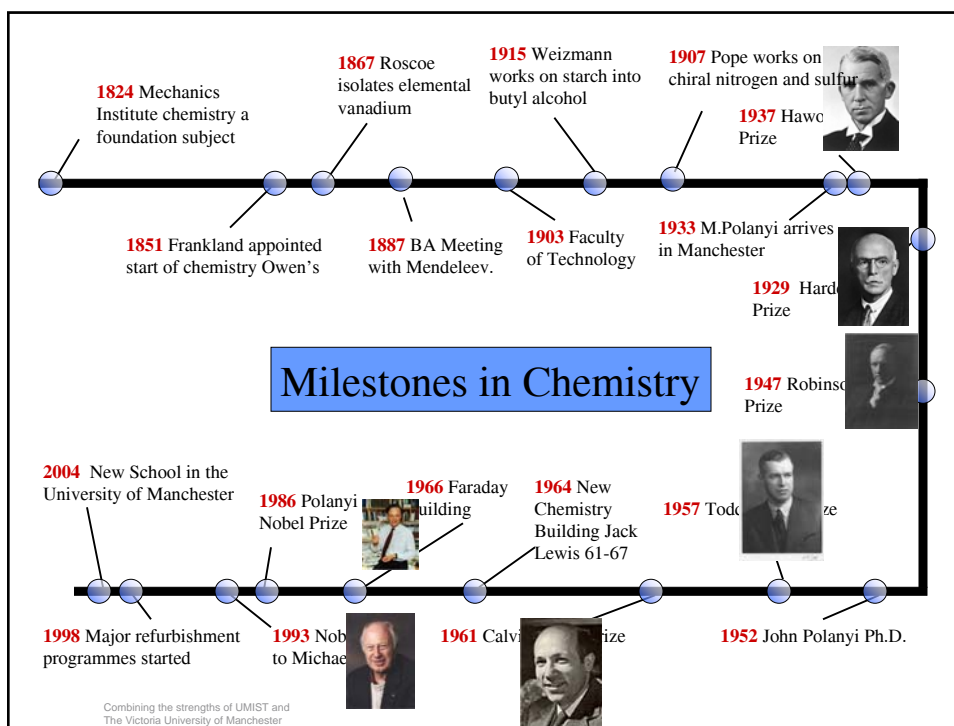 1824 Mechanics
Institute chemistry a
foundation subject
1867 Roscoe
isolates elemental
vanadium
1915 Weizmann
works on starch into
butyl alcohol
1907 Pope works on
chiral nitrogen and sulfur
1937
Prize
1851 Frankland appointed
start of chemistry Owen's
1887 BA Meeting
with Mendeleev.
1903 Faculty
of Technology
1933 M.Polanyi arrives
in Manchester
1929
Prize
Milestones in Chemistry
1947
Prize
2004 New School in the
University of Manchester
1986 Polanyi
Nobel Prize
1966 Faraday
1964 New
Chemistry
Building Jack
Lewis 61-67
1957
1998 Major refurbishment
programmes started
1993
to
1961
1952 John Polanyi Ph.D.
Combining the strengths of UMIST and
The Victoria University of Manchester